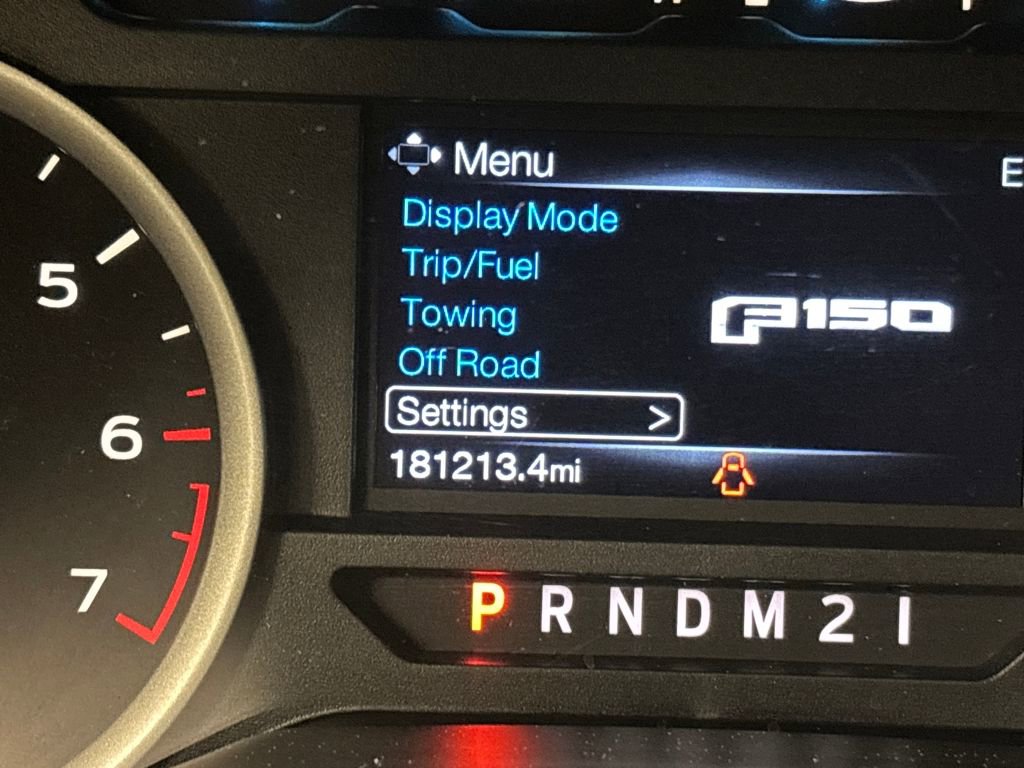 Menu
E
Display Mode
Trip/Fuel
Towing
F150
Off Road
Settings >
181213.4mi
5
6
7
P R N D M 2 1